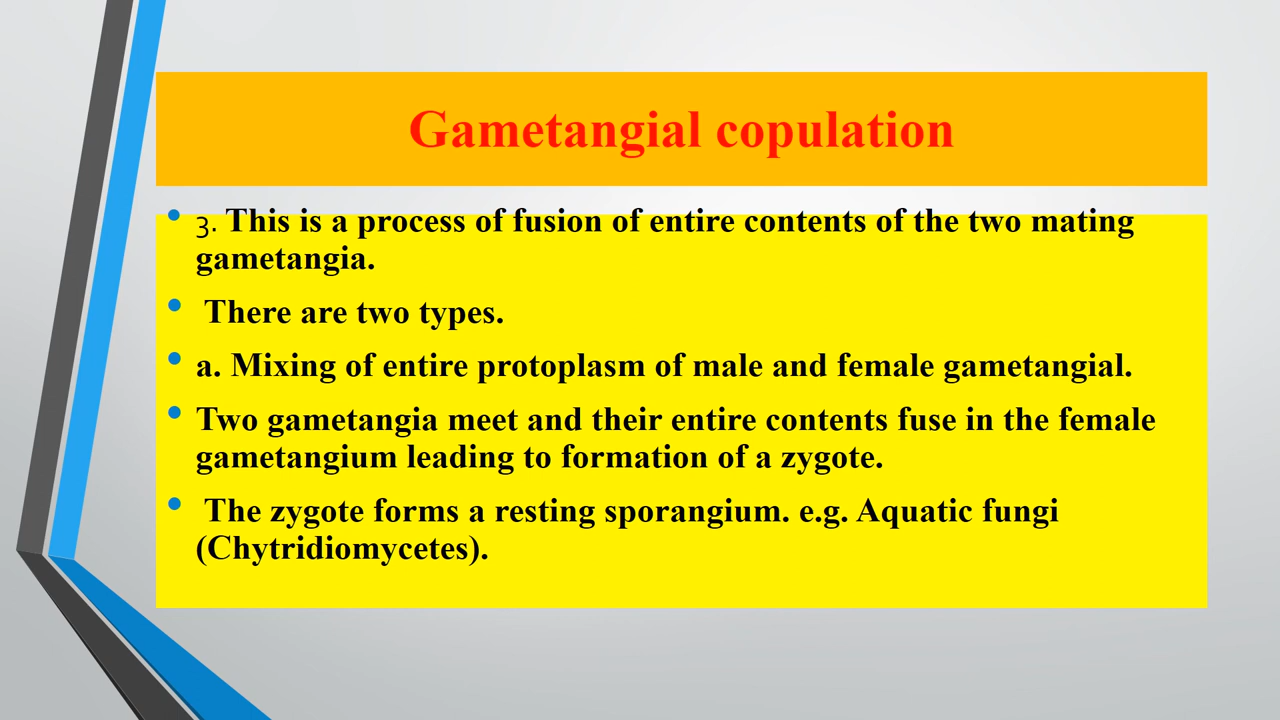 Gametangial copulation
• 3. This is a process of fusion of entire contents of the two mating
gametangia.
• There are two types.
• a. Mixing of entire protoplasm of male and female gametangial.
• Two gametangia meet and their entire contents fuse in the female
gametangium leading to formation of a zygote.
• The zygote forms a resting sporangium. e.g. Aquatic fungi
(Chytridiomycetes).